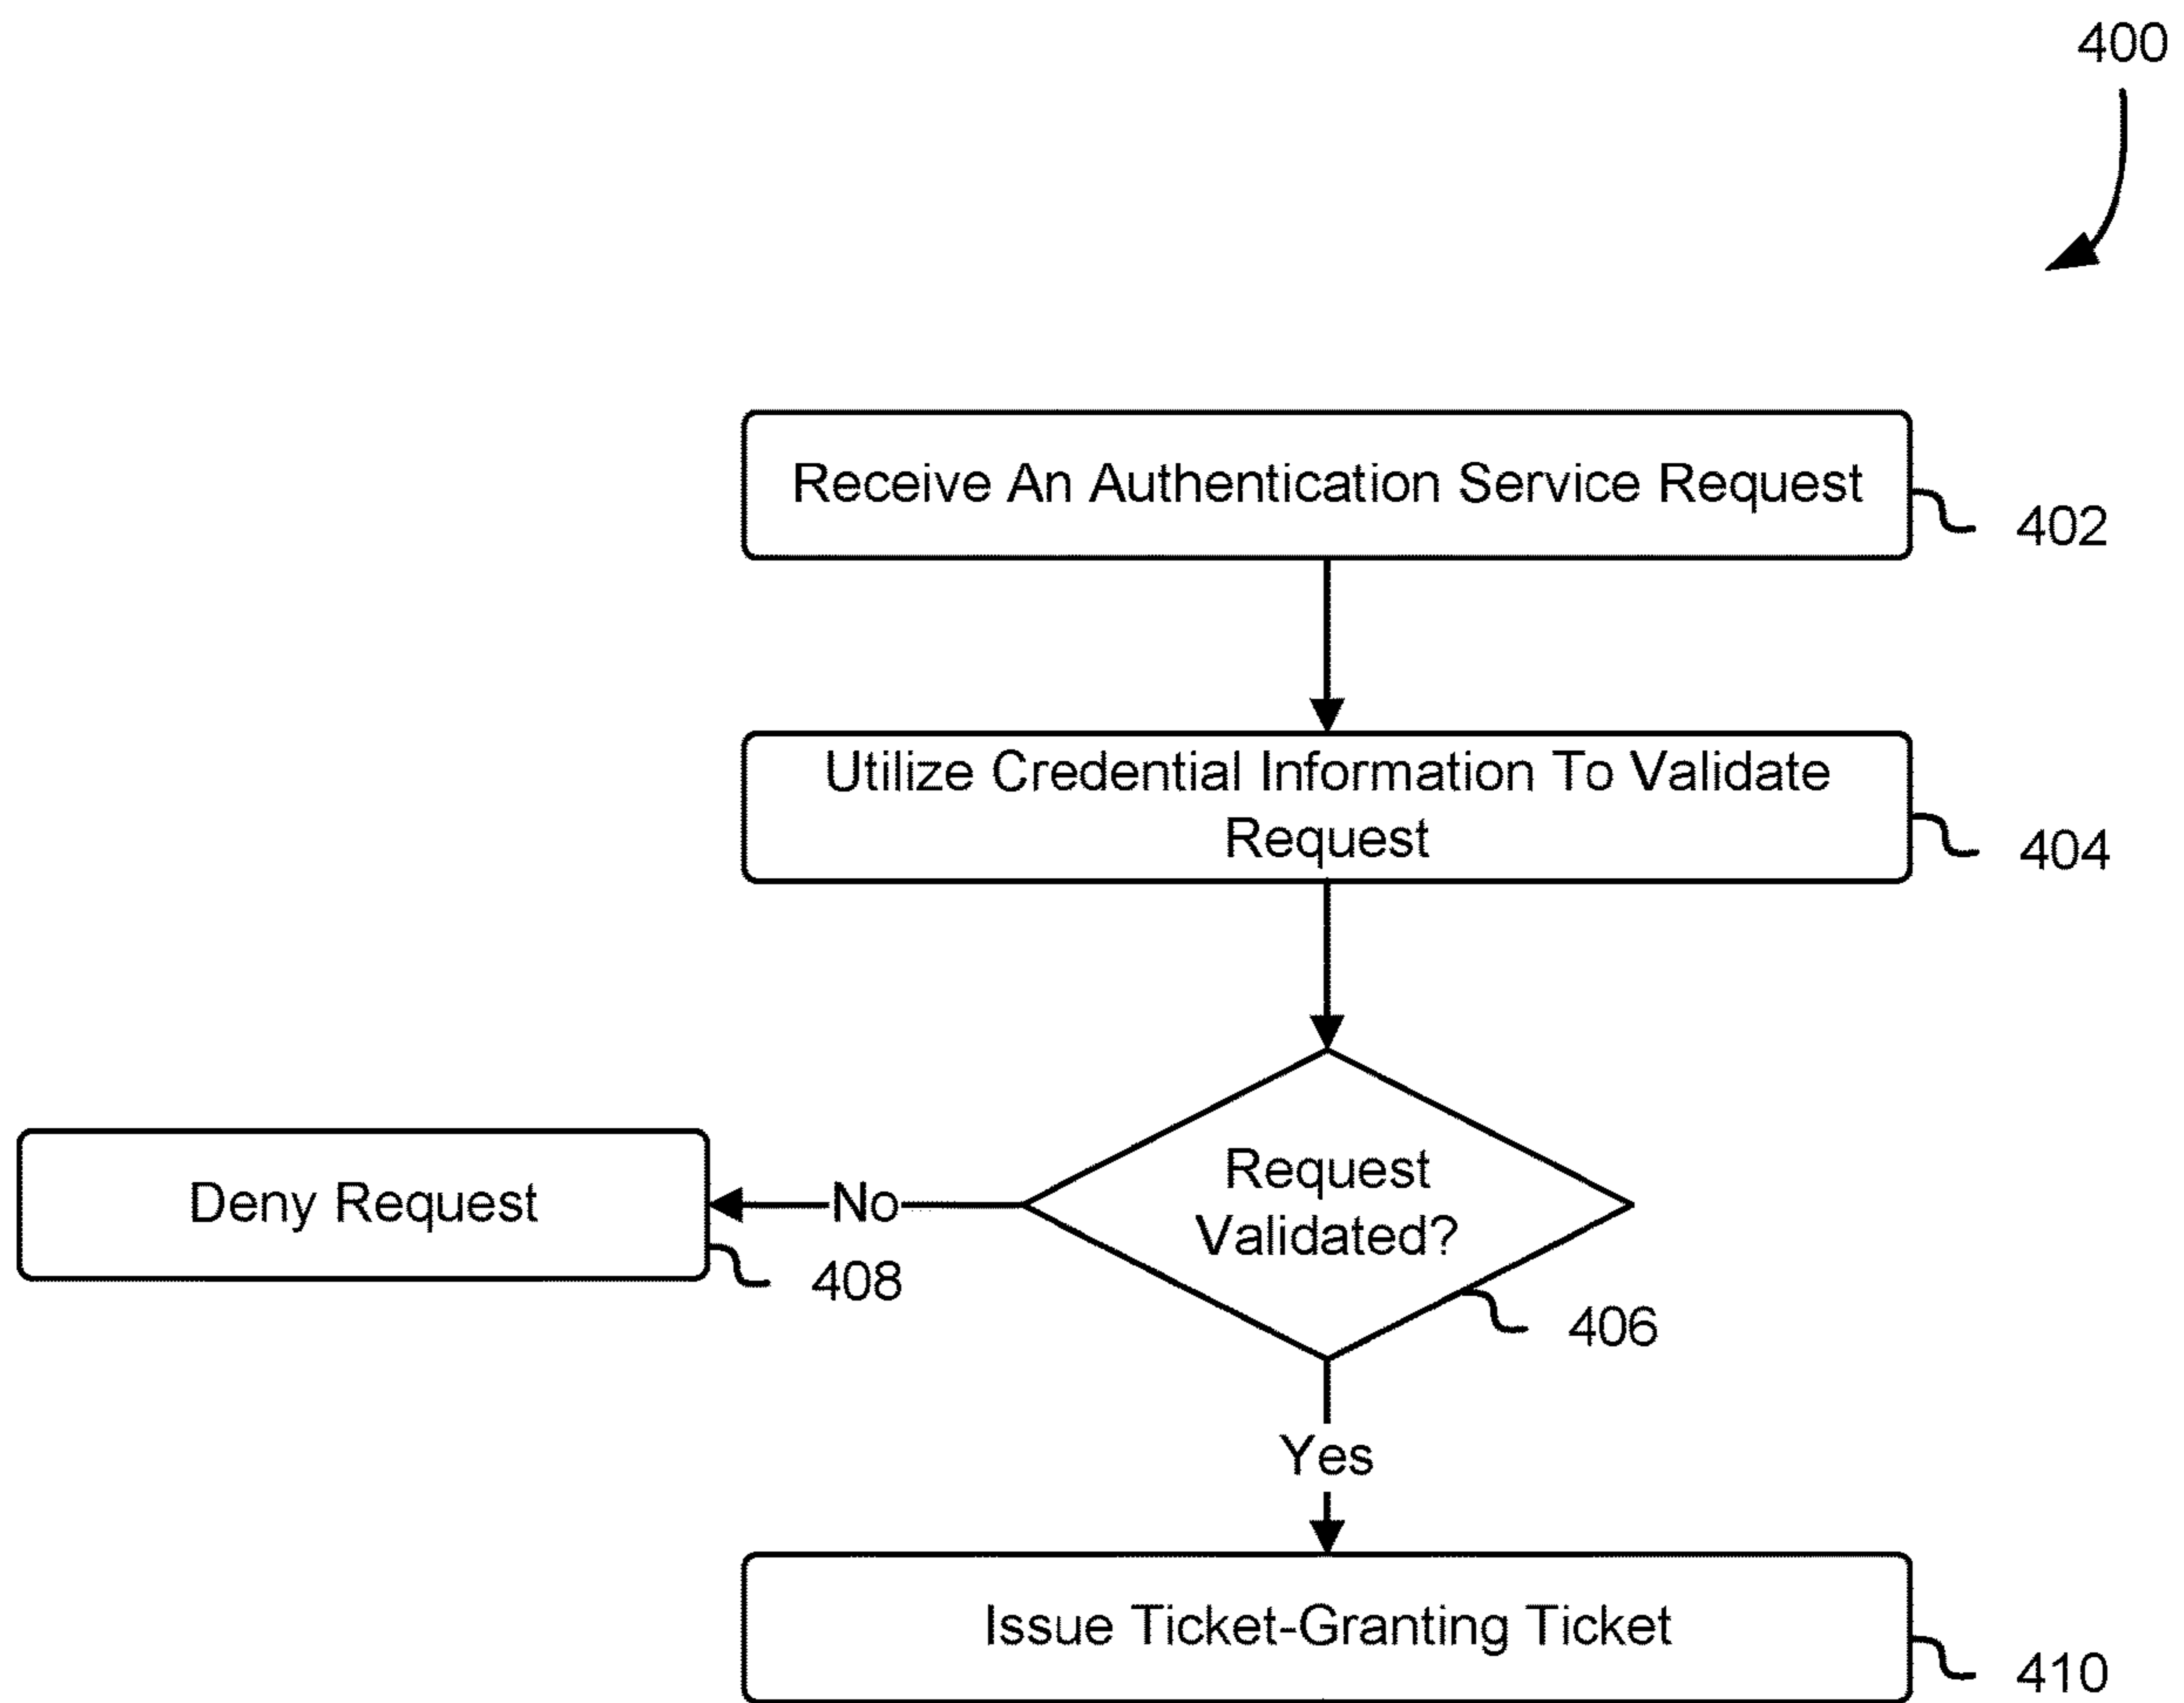 400
Receive An Authentication Service Request
402
Utilize Credential Information To Validate
Request
404
Request
Validated?
406
No
Deny Request
408
Yes
Issue Ticket-Granting Ticket
410